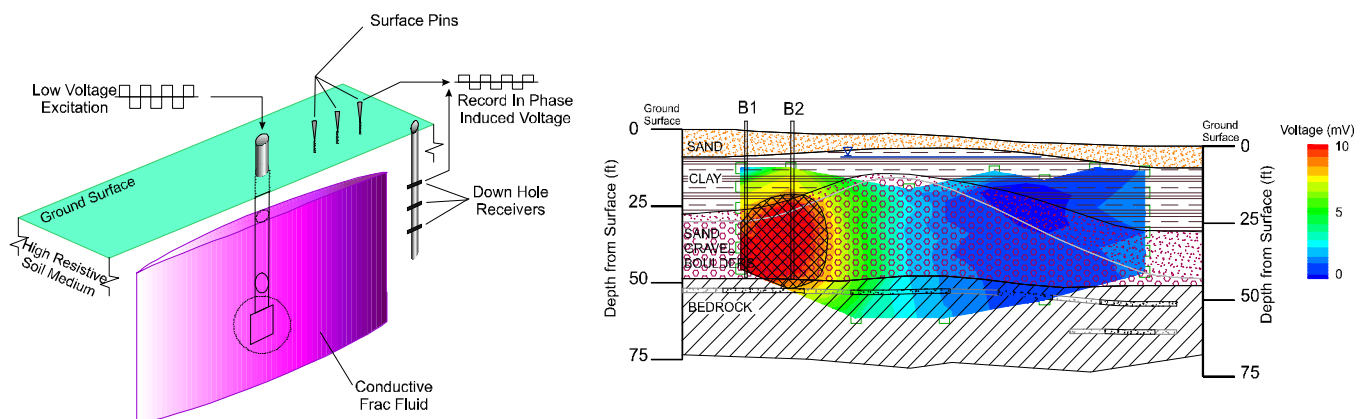 Surface Pins
Low Voltage
Excitation
Record In Phase
Induced Voltage
Ground Surface
Down Hole
Receivers
High Resistive
Soil Medium
Conductive
Frac Fluid
B1
B2
Ground
Surface
Ground
Surface
Voltage (mV)
0
SAND
0
10
CLAY
25
25
5
SAND
GRAVEL
BOULDER
50
50
0
BEDROCK
75
75
Depth from Surface (ft)
Depth from Surface (ft)